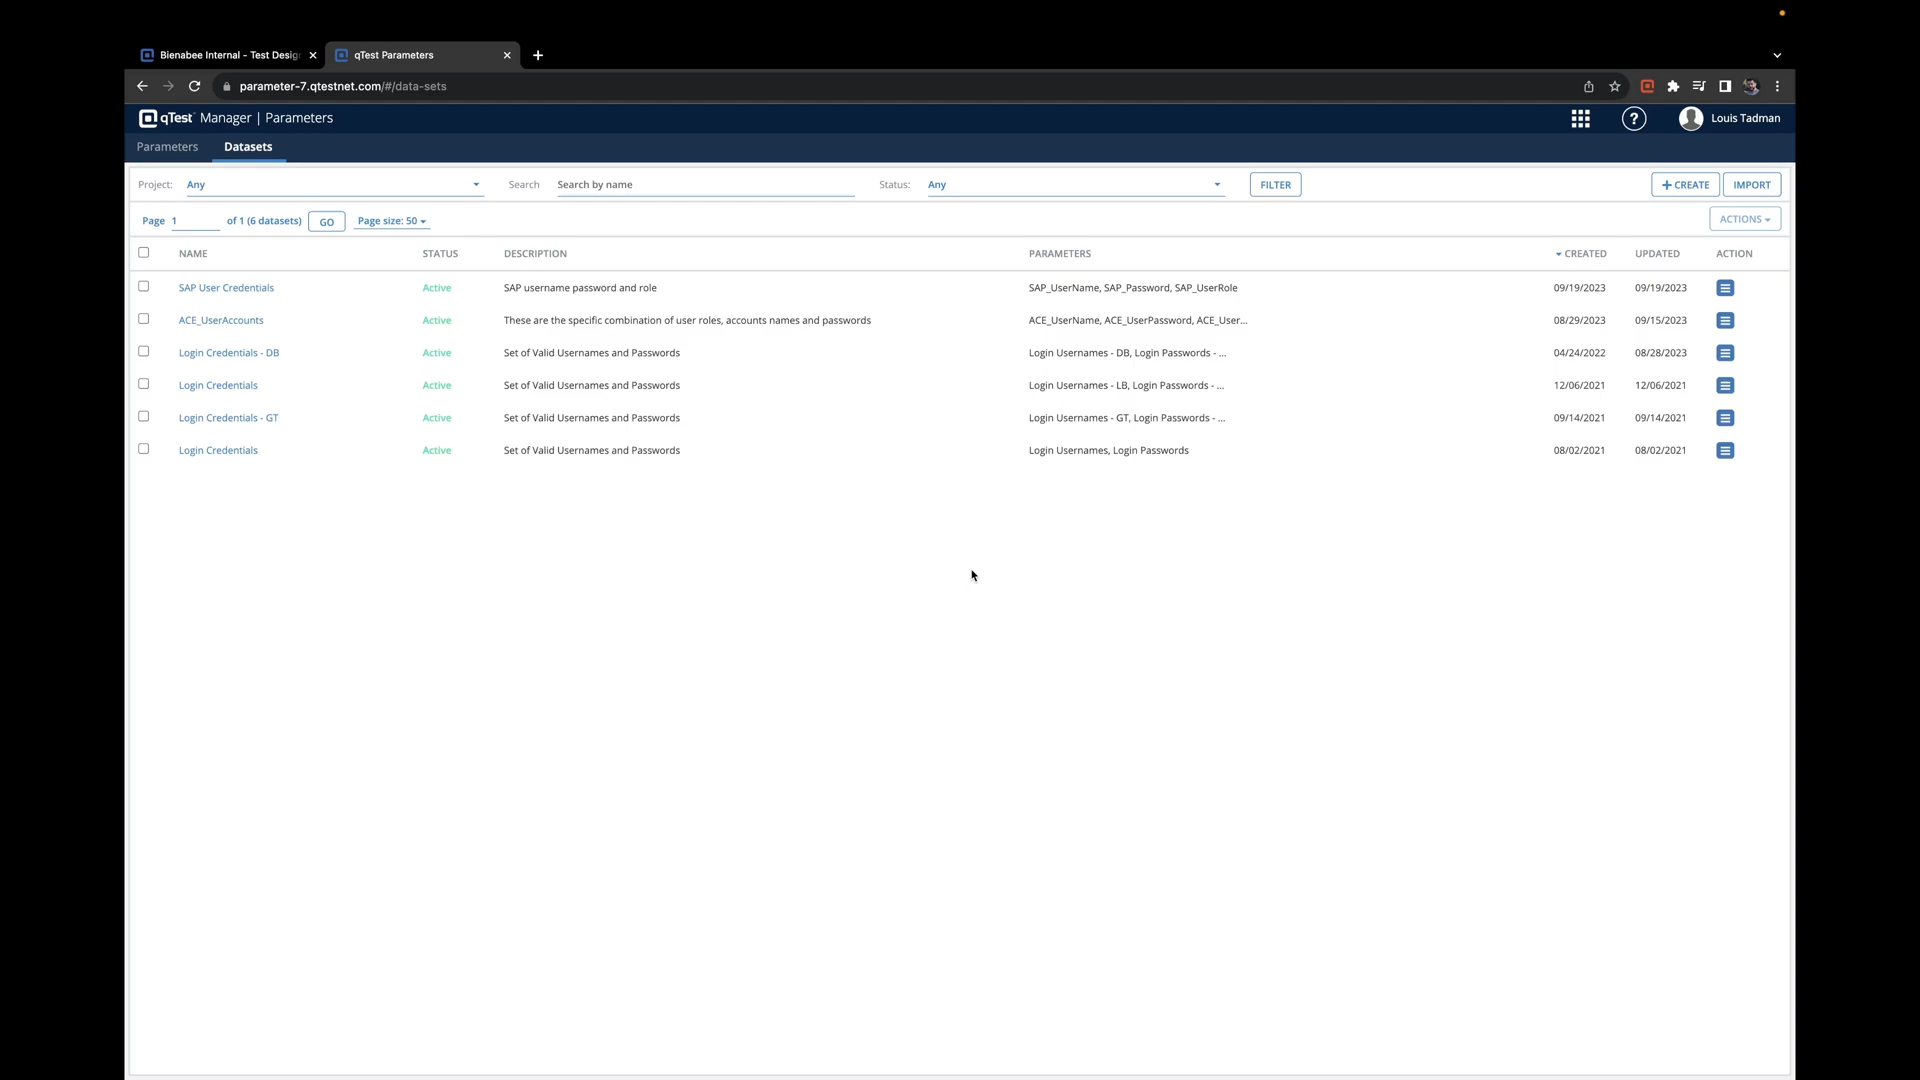 Bienabee Internal - Test Desig
qTest Parameters
parameter-7.qtestnet.com/#/data-sets
qTest Manager | Parameters
Louis Tadman
Parameters Datasets
Project: Any Search Search by name Status: Any FILTER + CREATE IMPORT
Page 1 of 1 (6 datasets) GO Page size: 50 ACTIONS
NAME STATUS DESCRIPTION PARAMETERS CREATED UPDATED ACTION
SAP User Credentials Active SAP username password and role SAP_UserName, SAP_Password, SAP_UserRole 09/19/2023 09/19/2023
ACE_UserAccounts Active These are the specific combination of user roles, accounts names and passwords ACE_UserName, ACE_UserPassword, ACE_User... 08/29/2023 09/15/2023
Login Credentials - DB Active Set of Valid Usernames and Passwords Login Usernames - DB, Login Passwords - ... 04/24/2022 08/28/2023
Login Credentials Active Set of Valid Usernames and Passwords Login Usernames - LB, Login Passwords - ... 12/06/2021 12/06/2021
Login Credentials - GT Active Set of Valid Usernames and Passwords Login Usernames - GT, Login Passwords - ... 09/14/2021 09/14/2021
Login Credentials Active Set of Valid Usernames and Passwords Login Usernames, Login Passwords 08/02/2021 08/02/2021